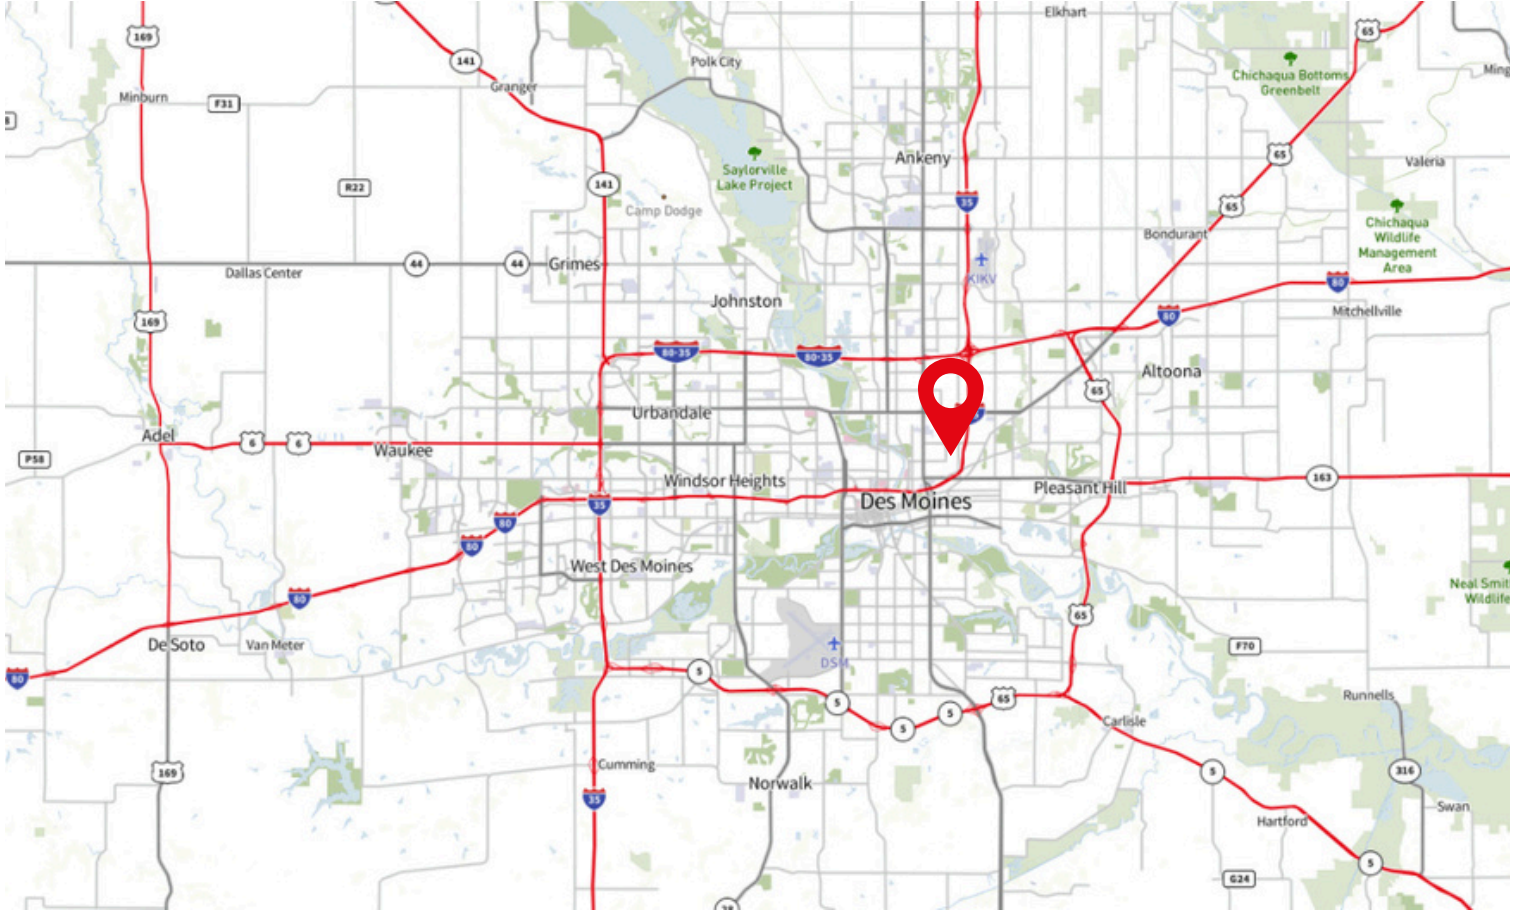 Elkhart
169
65
141
Polk City
Ming
Granger
Chichaqua Bottoms
Greenbelt
Minburn
F31
65
Ankeny
Valeria
Saylorville
Lake Project
141
R22
35
65
Camp Dodge
Chichaqua
Wildlife
Management
Area
Bondurant
44
44
Grimes
Dallas Center
KIKV
80
Johnston
Mitchellville
80
169
80-35
80-35
Altoona
65
Urbandale
Adel
6
6
Waukee
P58
Windsor Heights
Pleasant Hill
163
35
Des Moines
80
80
West Des Moines
Neal Smit
Wildlife
80
65
De Soto
Van Meter
DSM
F70
80
5
5
65
5
5
Runnells
Carlisle
169
Cumming
5
316
Norwalk
35
Swan
Hartford
5
G24
28